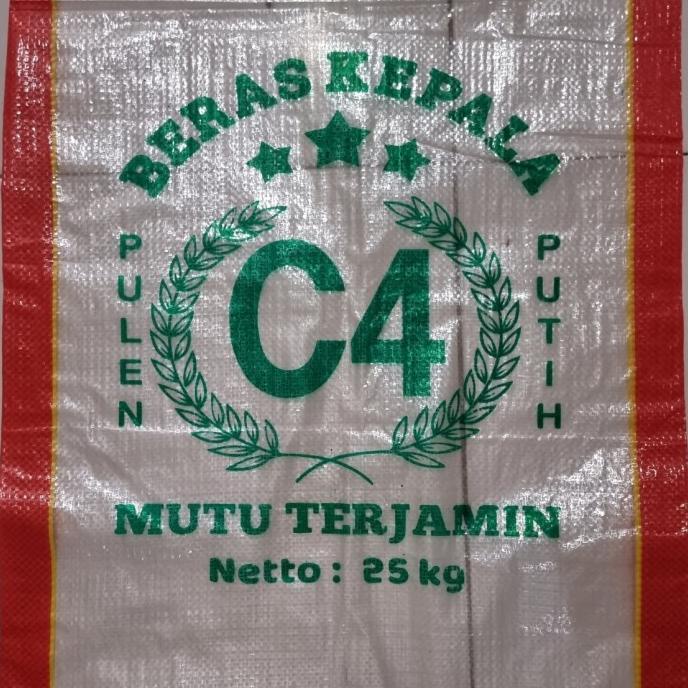 BERAS KEPALA
PULEN
C4
PUTIH
MUTU TERJAMIN
Netto : 25 kg